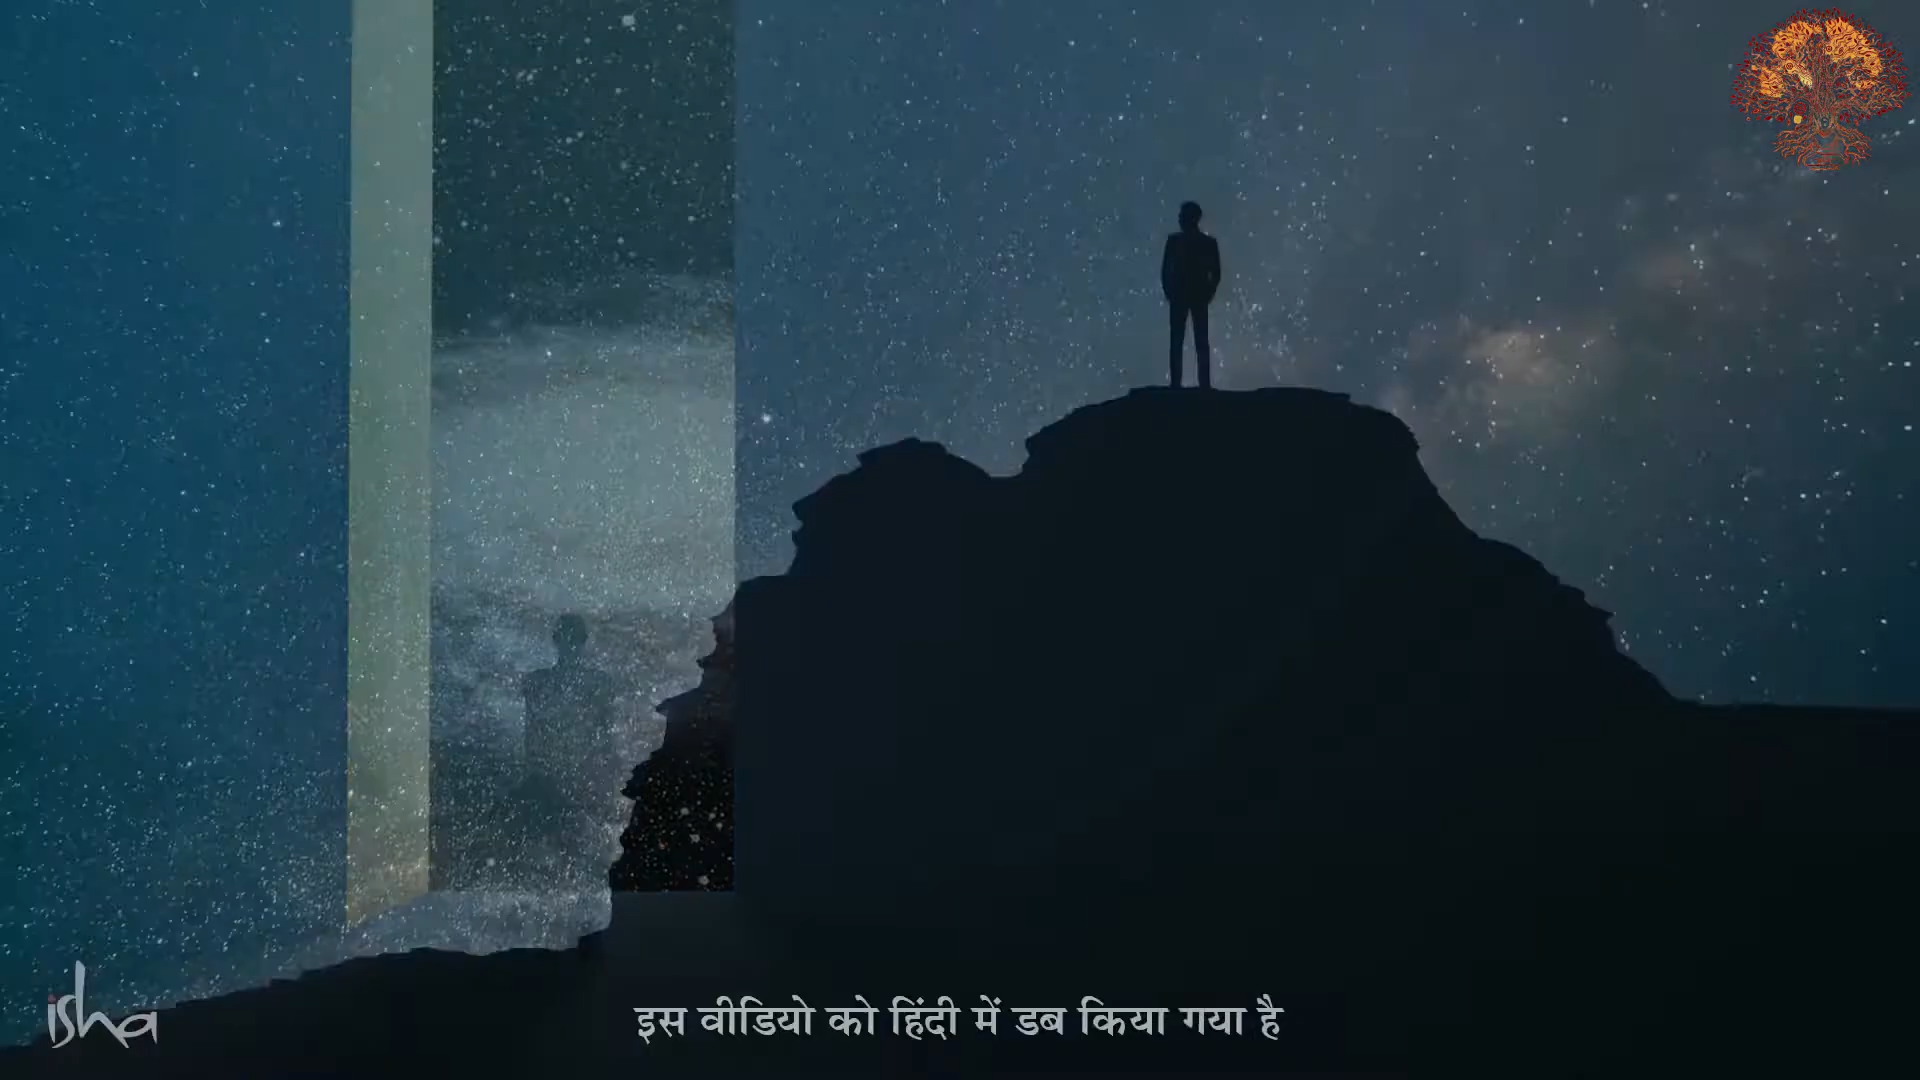 isha
इस वीडियो को हिंदी में डब किया गया है